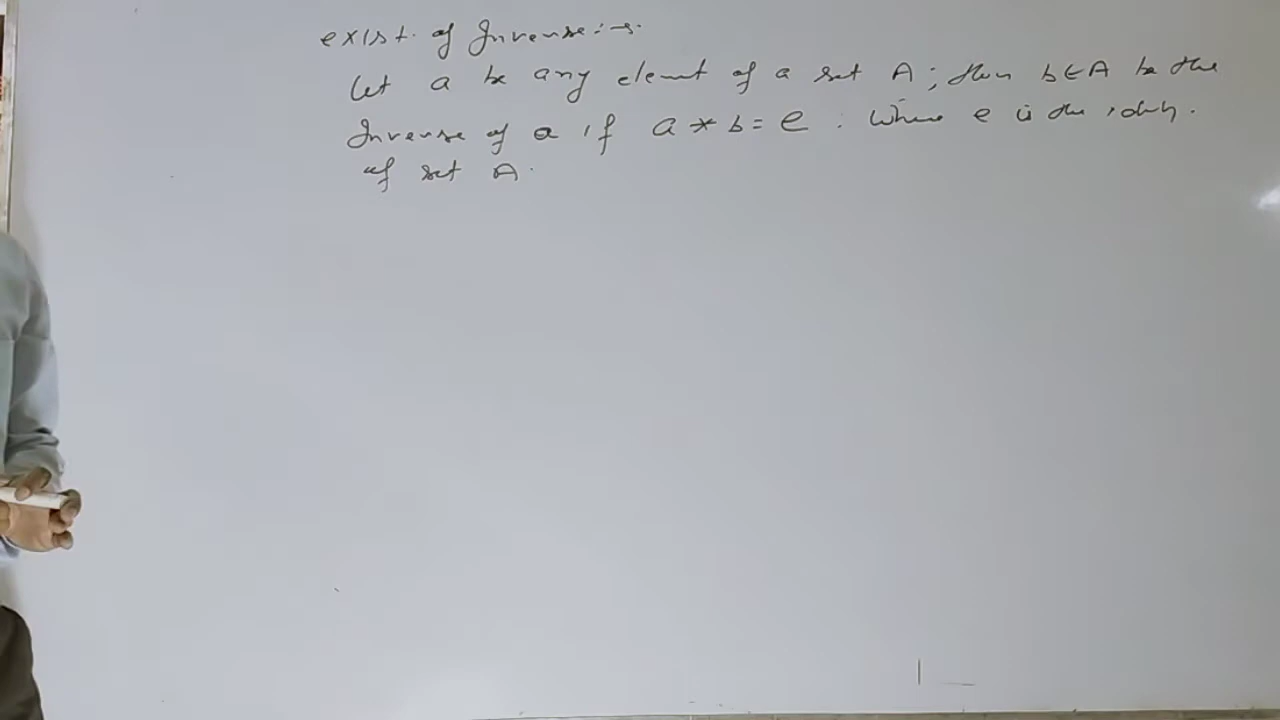 exist. of Inverse :-
Let a be any element of a set A; then b∈A be the
Inverse of a if a * b = e . where e is the identity.
of set A.